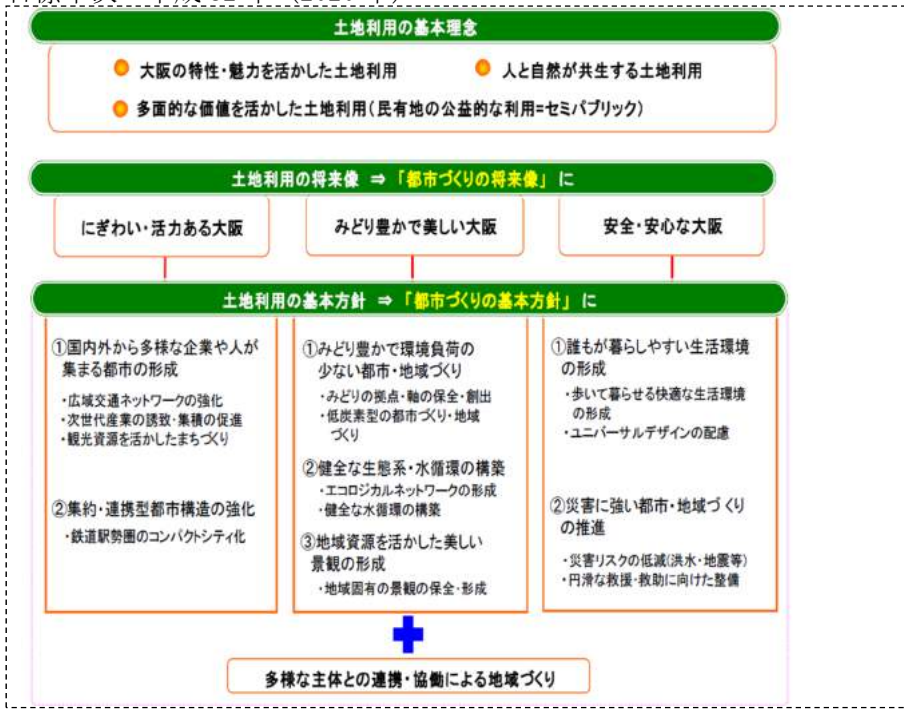 土地利用の基本理念
大阪の特性・魅力を活かした土地利用
人と自然が共生する土地利用
多面的な価値を活かした土地利用(民有地の公益的な利用=セミパブリック)
土地利用の将来像 ⇒ 「都市づくりの将来像」 に
にぎわい・活力ある大阪
みどり豊かで美しい大阪
安全・安心な大阪
土地利用の基本方針 ⇒ 「都市づくりの基本方針」 に
①国内外から多様な企業や人が
集まる都市の形成
・広域交通ネットワークの強化
・次世代産業の誘致・集積の促進
・観光資源を活かしたまちづくり
②集約・連携型都市構造の強化
・鉄道駅勢圏のコンパクトシティ化
①みどり豊かで環境負荷の
少ない都市・地域づくり
・みどりの拠点・軸の保全・創出
・低炭素型の都市づくり・地域
づくり
②健全な生態系・水循環の構築
・エコロジカルネットワークの形成
・健全な水循環の構築
③地域資源を活かした美しい
景観の形成
・地域固有の景観の保全・形成
①誰もが暮らしやすい生活環境
の形成
・歩いて暮らせる快適な生活環境
の形成
・ユニバーサルデザインの配慮
②災害に強い都市・地域づくり
の推進
・災害リスクの低減(洪水・地震等)
・円滑な救援・救助に向けた整備
多様な主体との連携・協働による地域づくり